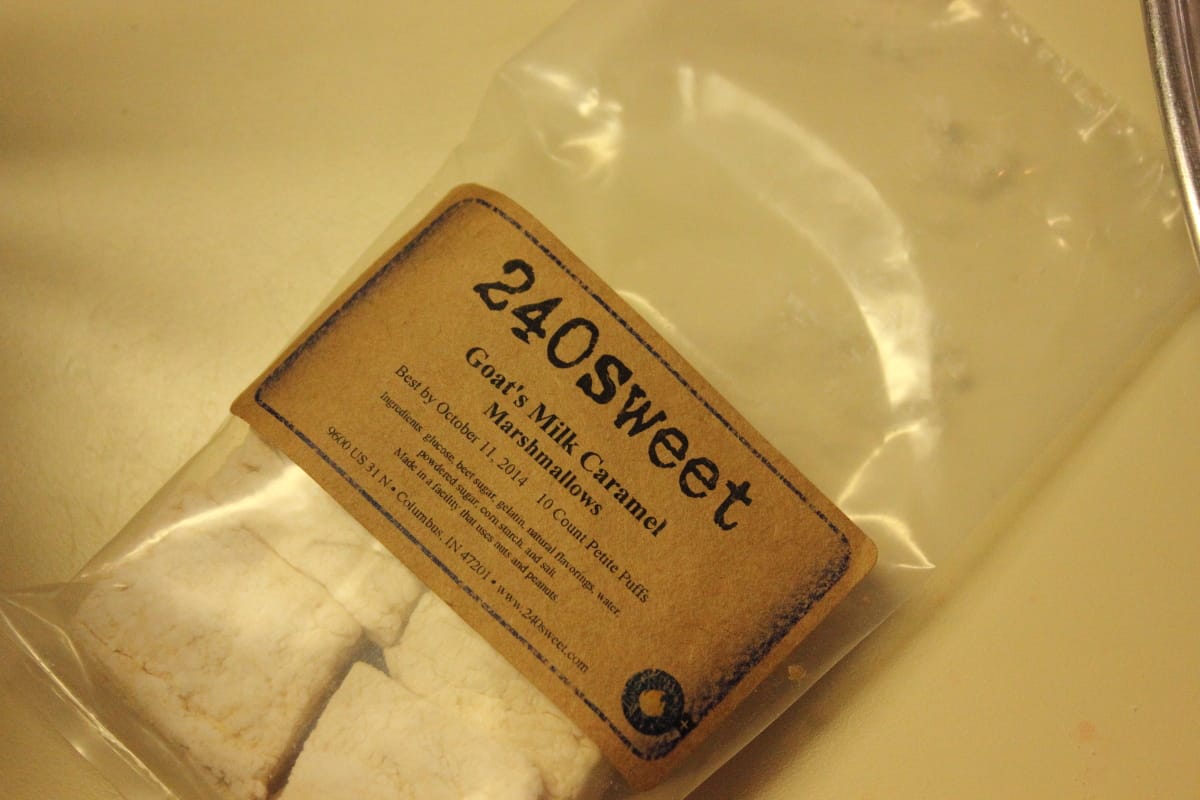 240sweet
Goat's Milk Caramel
Marshmallows
Best by October 11, 2014 10 Count Petite Puffs
Ingredients: glucose, beet sugar, gelatin, natural flavorings, water,
powdered sugar, corn starch, and salt.
Made in a facility that uses nuts and peanuts.
9600 US 31 N • Columbus, IN 47201 • www.240sweet.com